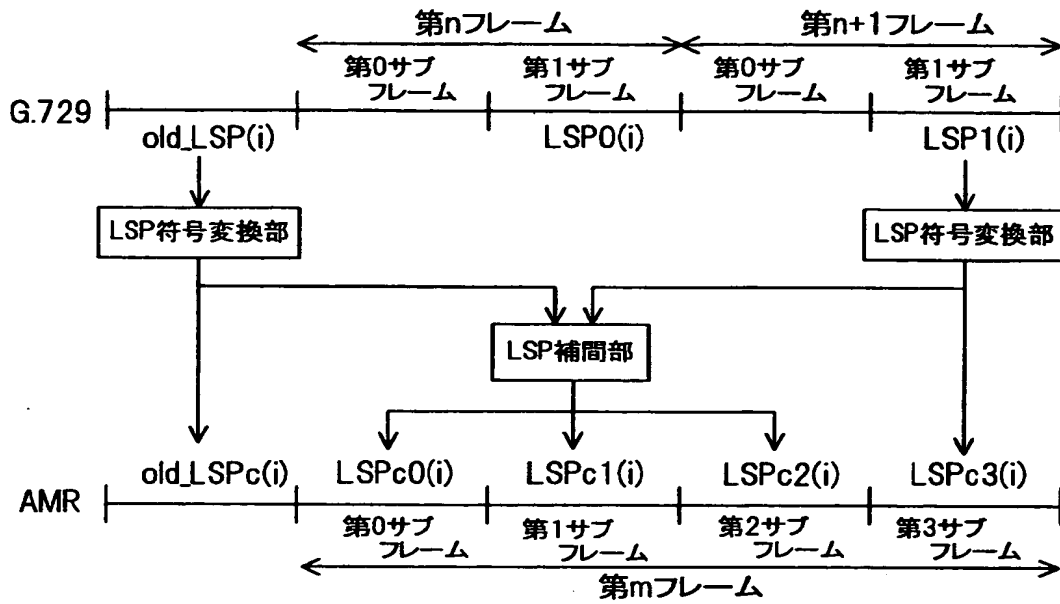 第nフレーム
第n+1フレーム
第0サブ
フレーム
第1サブ
フレーム
第0サブ
フレーム
第1サブ
フレーム
G.729
old_LSP(i)
LSP0(i)
LSP1(i)
LSP符号変換部
LSP符号変換部
LSP補間部
old_LSPc(i)
LSPc0(i)
LSPc1(i)
LSPc2(i)
LSPc3(i)
AMR
第0サブ
フレーム
第1サブ
フレーム
第2サブ
フレーム
第3サブ
フレーム
第mフレーム